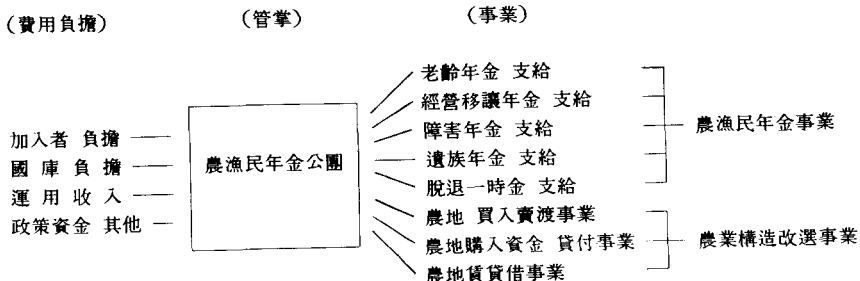 (費用負擔) (管掌) (事業)
老齡年金 支給
經營移讓年金 支給
障害年金 支給
遺族年金 支給
脫退一時金 支給
農漁民年金事業
加入者 負擔
國庫負擔
運用收入
政策資金 其他
農漁民年金公團
農地 買入賣渡事業
農地購入資金 貸付事業
農地賃貸借事業
農業構造改選事業